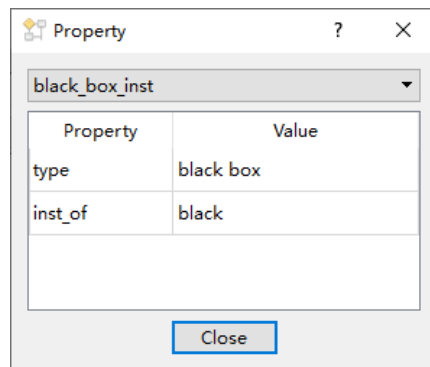 Property ?
black_box_inst
Property Value
type black box
inst_of black
Close